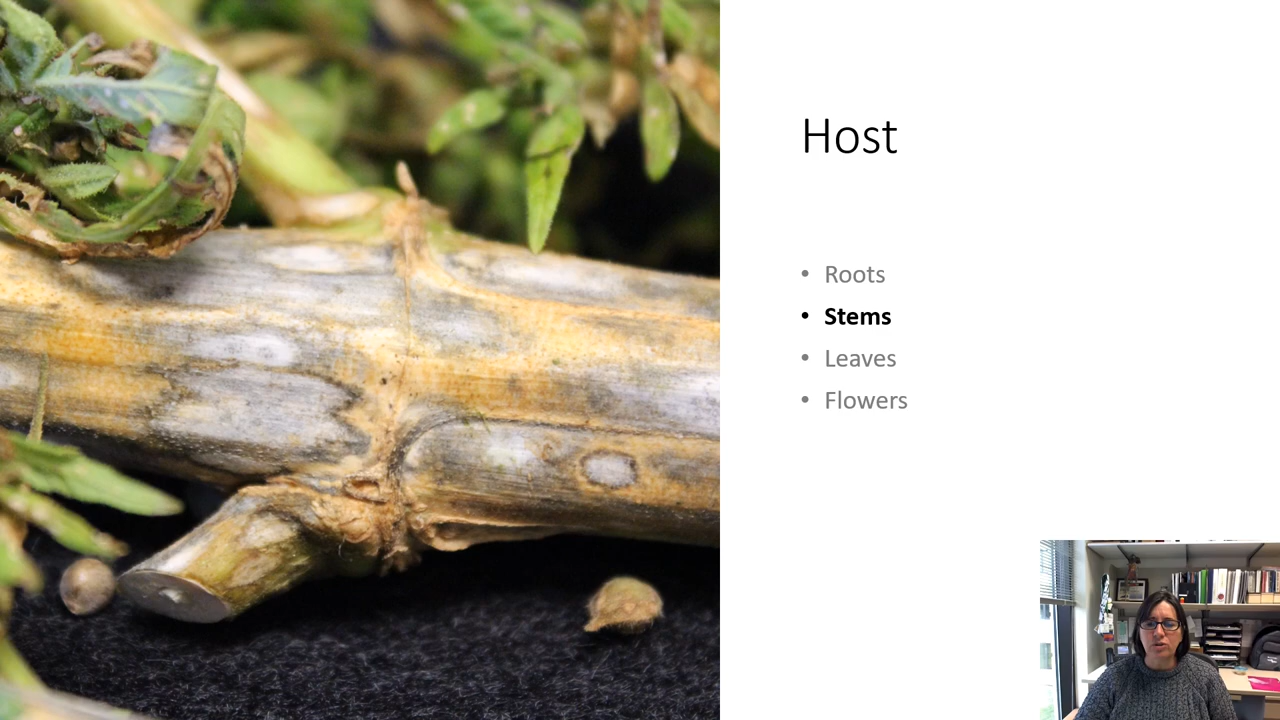 Host
• Roots
• Stems
• Leaves
• Flowers